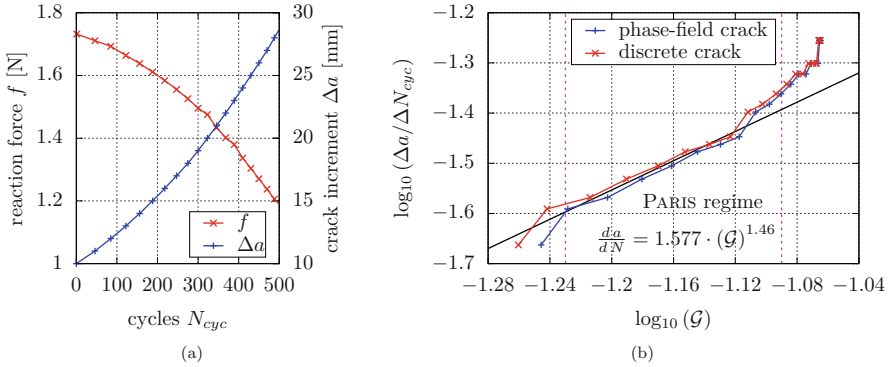 1.8
1.6
1.4
1.2
1
reaction force f [N]
0 100 200 300 400 500
cycles N_cyc
30
25
20
15
10
crack increment Δa [mm]
f
Δa
(a)
-1.2
-1.3
-1.4
-1.5
-1.6
-1.7
log₁₀ (Δa/ΔN_cyc)
phase-field crack
discrete crack
PARIS regime
da/dN = 1.577 · (𝒢)^1.46
-1.28 -1.24 -1.20 -1.16 -1.12 -1.08 -1.04
log₁₀ (𝒢)
(b)